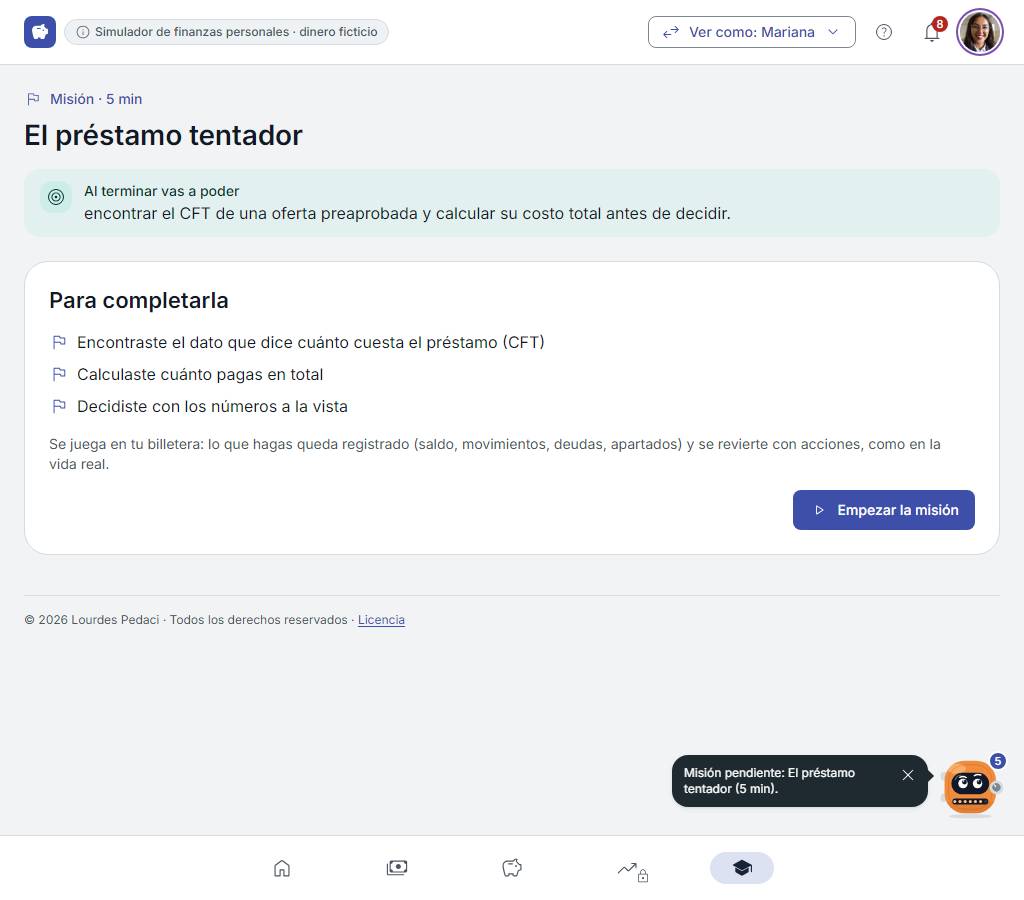 Simulador de finanzas personales · dinero ficticio
Ver como: Mariana
8
Misión · 5 min
El préstamo tentador
Al terminar vas a poder
encontrar el CFT de una oferta preaprobada y calcular su costo total antes de decidir.
Para completarla
Encontraste el dato que dice cuánto cuesta el préstamo (CFT)
Calculaste cuánto pagas en total
Decidiste con los números a la vista
Se juega en tu billetera: lo que hagas queda registrado (saldo, movimientos, deudas, apartados) y se revierte con acciones, como en la
vida real.
Empezar la misión
© 2026 Lourdes Pedaci · Todos los derechos reservados · Licencia
Misión pendiente: El préstamo
tentador (5 min).
5